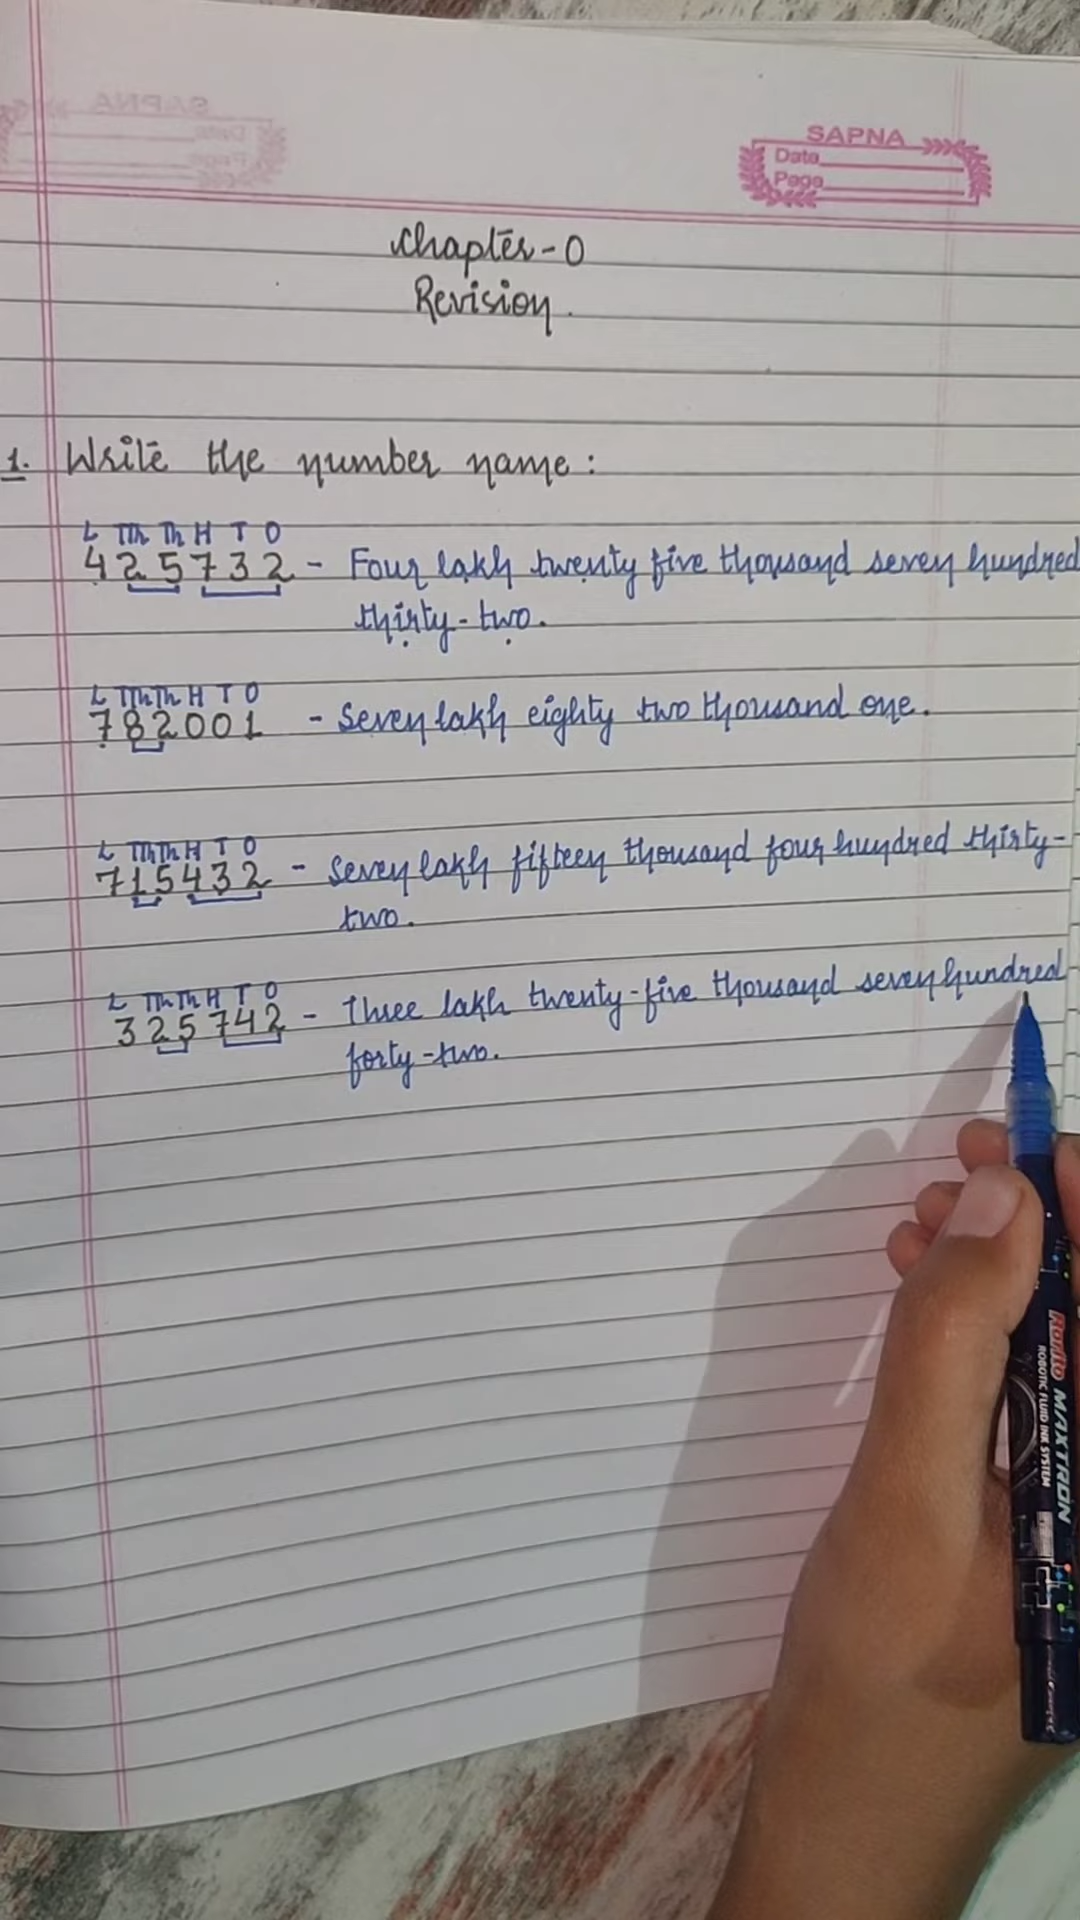 SAPNA
Date
Page
Chapter-0
Revision.
1. Write the number name:
L TTh Th H T O
425732 - Four lakh twenty five thousand seven hundred
thirty-two.
L TTh Th H T O
782001 - Seven lakh eighty two thousand one.
L TTh Th H T O
715432 - Seven lakh fifteen thousand four hundred thirty-
two.
L TTh Th H T O
325742 - Three lakh twenty-five thousand seven hundred
forty-two.
Rorito MAXTRON
ROBOTIC FLUID INK SYSTEM